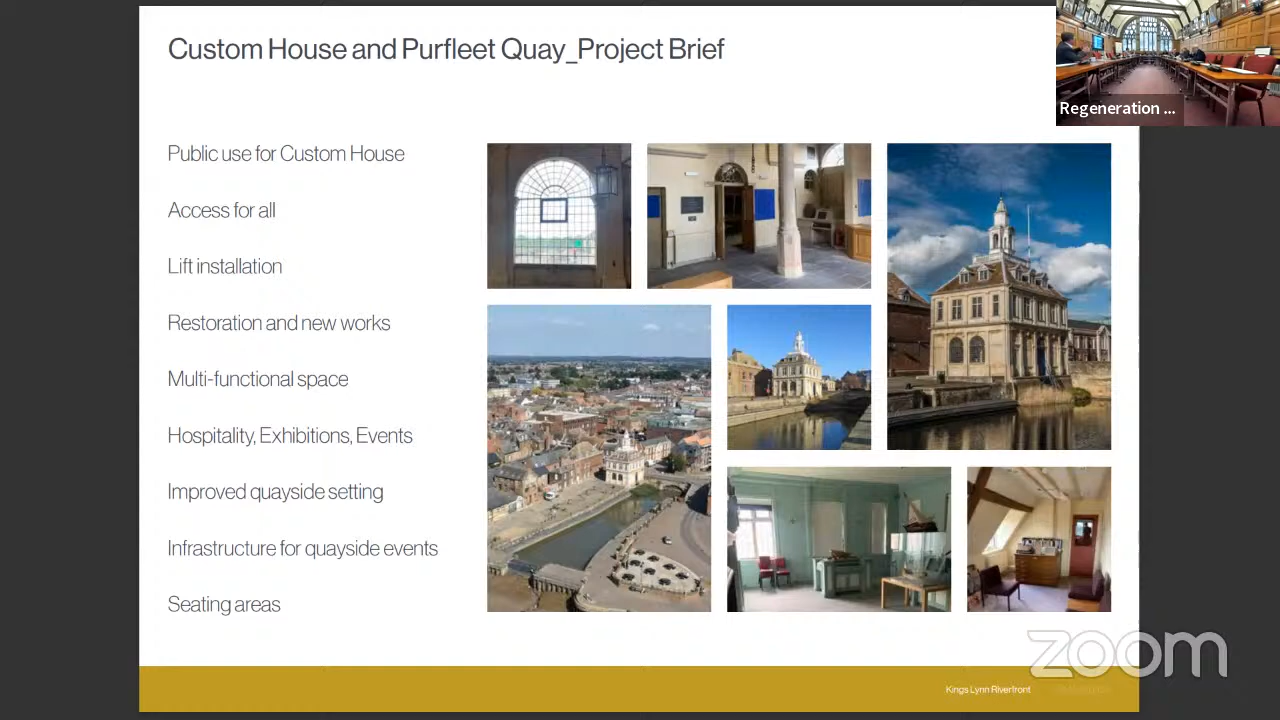 Custom House and Purfleet Quay_Project Brief
Regeneration ...
Public use for Custom House
Access for all
Lift installation
Restoration and new works
Multi-functional space
Hospitality, Exhibitions, Events
Improved quayside setting
Infrastructure for quayside events
Seating areas
zoom
Kings Lynn Riverfront